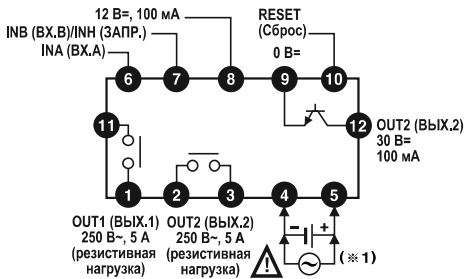 12 В=, 100 мА
RESET
(Сброс)
INB (ВХ.В)/INH (ЗАПР.)
INA (ВХ.А)
0 В=
6
7
8
9
10
11
12
OUT2 (ВЫХ.2)
30 В=
100 мА
1
2
3
4
5
OUT1 (ВЫХ.1)
250 В~, 5 А
(резистивная
нагрузка)
OUT2 (ВЫХ.2)
250 В~, 5 А
(резистивная
нагрузка)
- +
(※1)
!